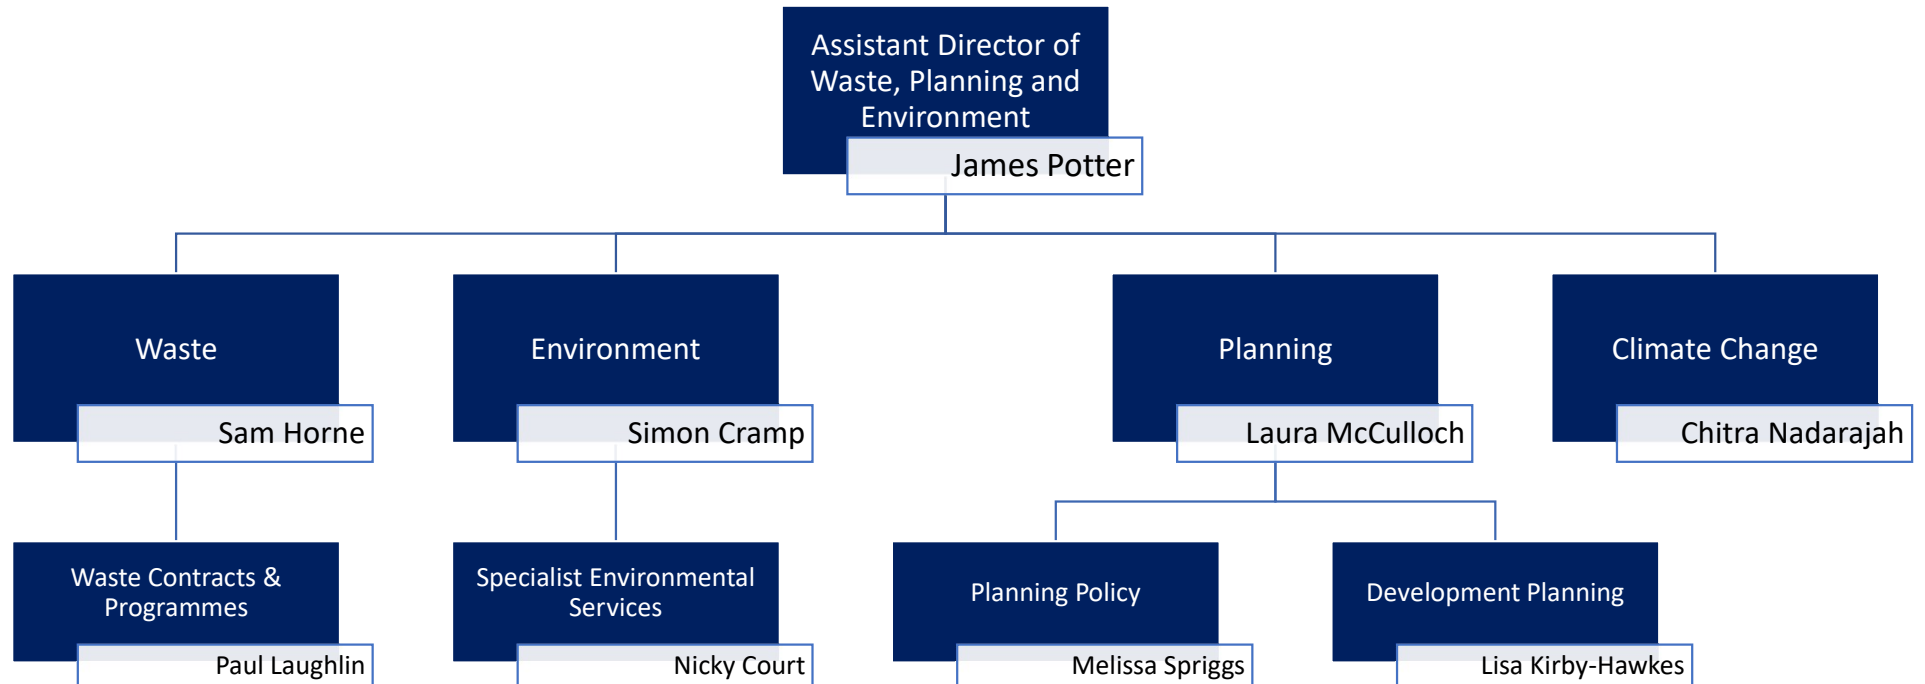 Assistant Director of
Waste, Planning and
Environment
James Potter
Waste
Sam Horne
Environment
Simon Cramp
Planning
Laura McCulloch
Climate Change
Chitra Nadarajah
Waste Contracts &
Programmes
Paul Laughlin
Specialist Environmental
Services
Nicky Court
Planning Policy
Melissa Spriggs
Development Planning
Lisa Kirby-Hawkes